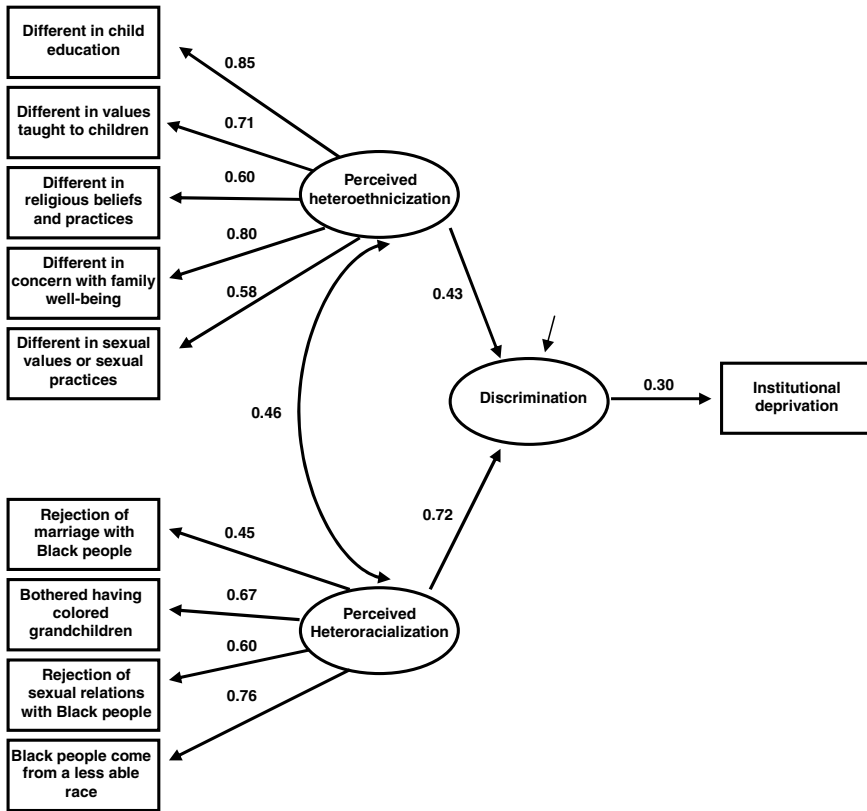 Different in child
education
0.85
Different in values
taught to children
0.71
Different in
religious beliefs
and practices
0.60
Perceived
heteroethnicization
Different in
concern with family
well-being
0.80
Different in sexual
values or sexual
practices
0.58
0.43
0.46
Discrimination
0.30
Institutional
deprivation
0.72
Rejection of
marriage with
Black people
0.45
Bothered having
colored
grandchildren
0.67
Perceived
Heteroracialization
Rejection of
sexual relations
with Black people
0.60
Black people come
from a less able
race
0.76